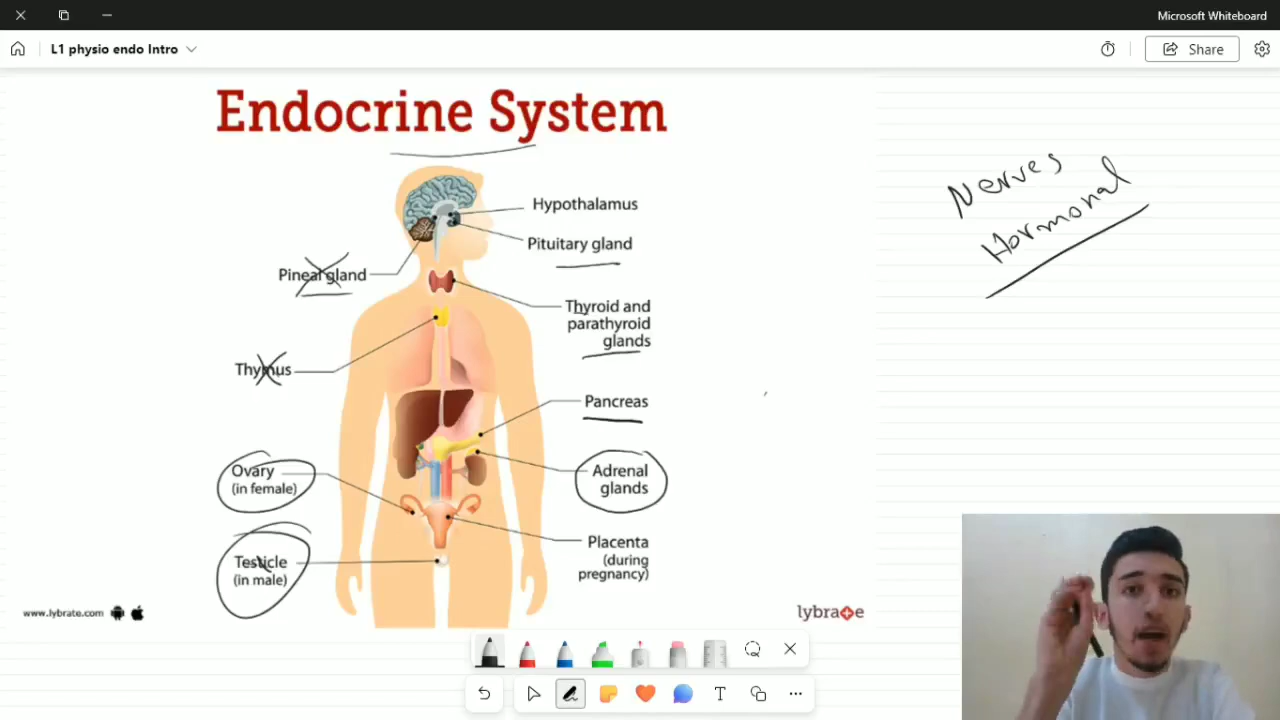 Microsoft Whiteboard
L1 physio endo Intro
Share
Endocrine System
Nerves
Hormonal
Hypothalamus
Pituitary gland
Pineal gland
Thyroid and
parathyroid
glands
Thymus
Pancreas
Ovary
(in female)
Adrenal
glands
Placenta
(during
pregnancy)
Testicle
(in male)
www.lybrate.com
lybrate